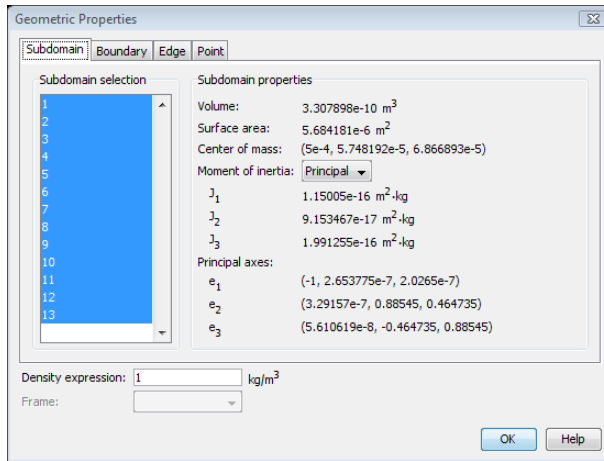 Geometric Properties
Subdomain Boundary Edge Point
Subdomain selection
1
2
3
4
5
6
7
8
9
10
11
12
13
Subdomain properties
Volume: 3.307898e-10 m³
Surface area: 5.684181e-6 m²
Center of mass: (5e-4, 5.748192e-5, 6.866893e-5)
Moment of inertia: Principal
J₁ 1.15005e-16 m²·kg
J₂ 9.153467e-17 m²·kg
J₃ 1.991255e-16 m²·kg
Principal axes:
e₁ (-1, 2.653775e-7, 2.0265e-7)
e₂ (3.29157e-7, 0.88545, 0.464735)
e₃ (5.610619e-8, -0.464735, 0.88545)
Density expression: 1 kg/m³
Frame:
OK Help